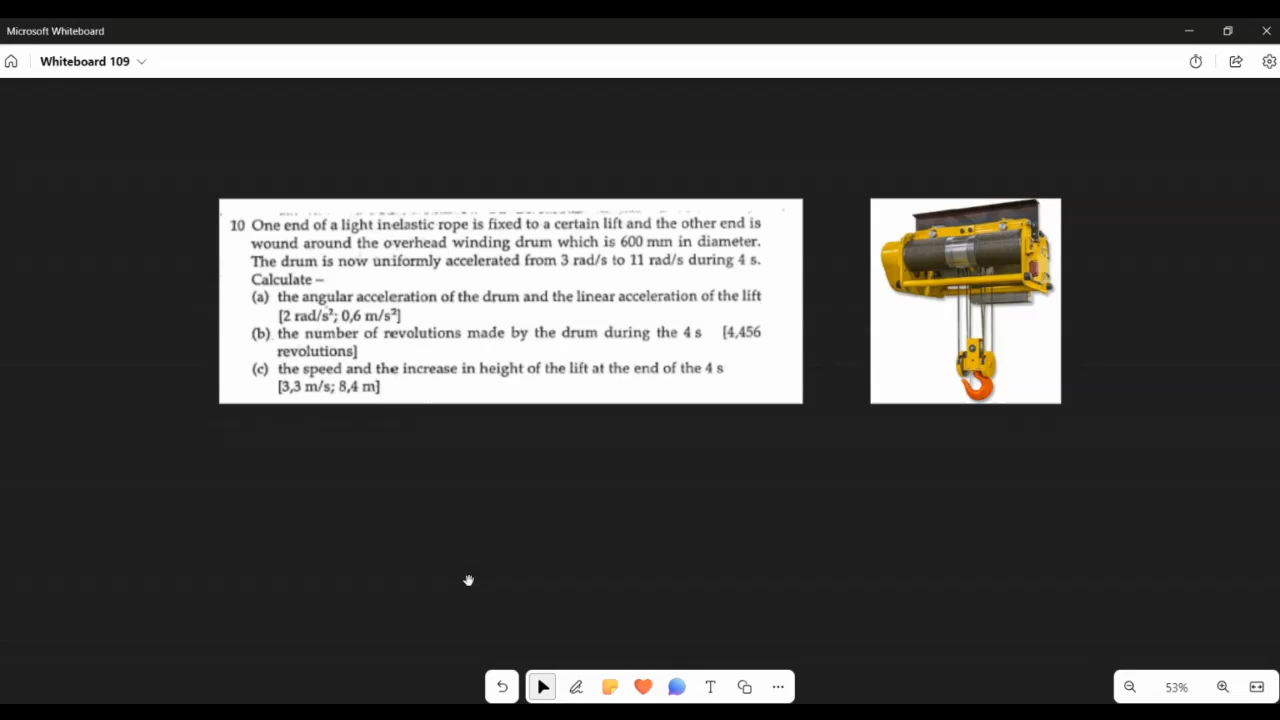 Microsoft Whiteboard
Whiteboard 109
10 One end of a light inelastic rope is fixed to a certain lift and the other end is
wound around the overhead winding drum which is 600 mm in diameter.
The drum is now uniformly accelerated from 3 rad/s to 11 rad/s during 4 s.
Calculate –
(a) the angular acceleration of the drum and the linear acceleration of the lift
[2 rad/s²; 0,6 m/s²]
(b) the number of revolutions made by the drum during the 4 s [4,456
revolutions]
(c) the speed and the increase in height of the lift at the end of the 4 s
[3,3 m/s; 8,4 m]
T
53%